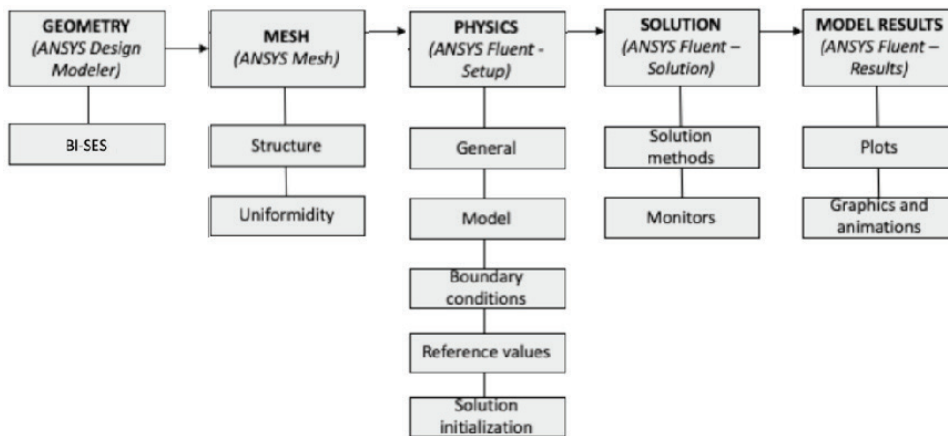 GEOMETRY
(ANSYS Design
Modeler)
MESH
(ANSYS Mesh)
PHYSICS
(ANSYS Fluent -
Setup)
SOLUTION
(ANSYS Fluent –
Solution)
MODEL RESULTS
(ANSYS Fluent –
Results)
BI-SES
Structure
Uniformidity
General
Model
Boundary
conditions
Reference values
Solution
initialization
Solution
methods
Monitors
Plots
Graphics and
animations